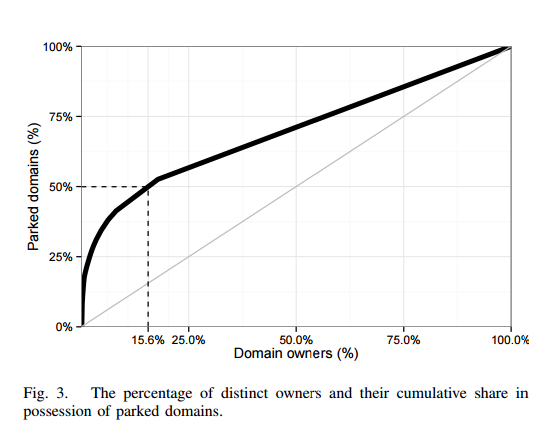 100%
75%
50%
25%
0%
Parked domains (%)
15.6% 25.0% 50.0% 75.0% 100.0%
Domain owners (%)
Fig. 3. The percentage of distinct owners and their cumulative share in
possession of parked domains.